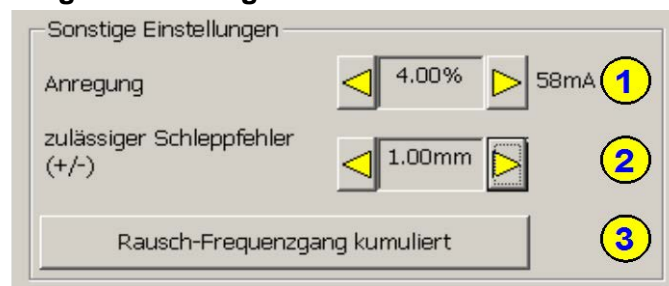 Sonstige Einstellungen
Anregung 4.00% 58mA 1
zulässiger Schleppfehler
(+/-) 1.00mm 2
Rausch-Frequenzgang kumuliert 3